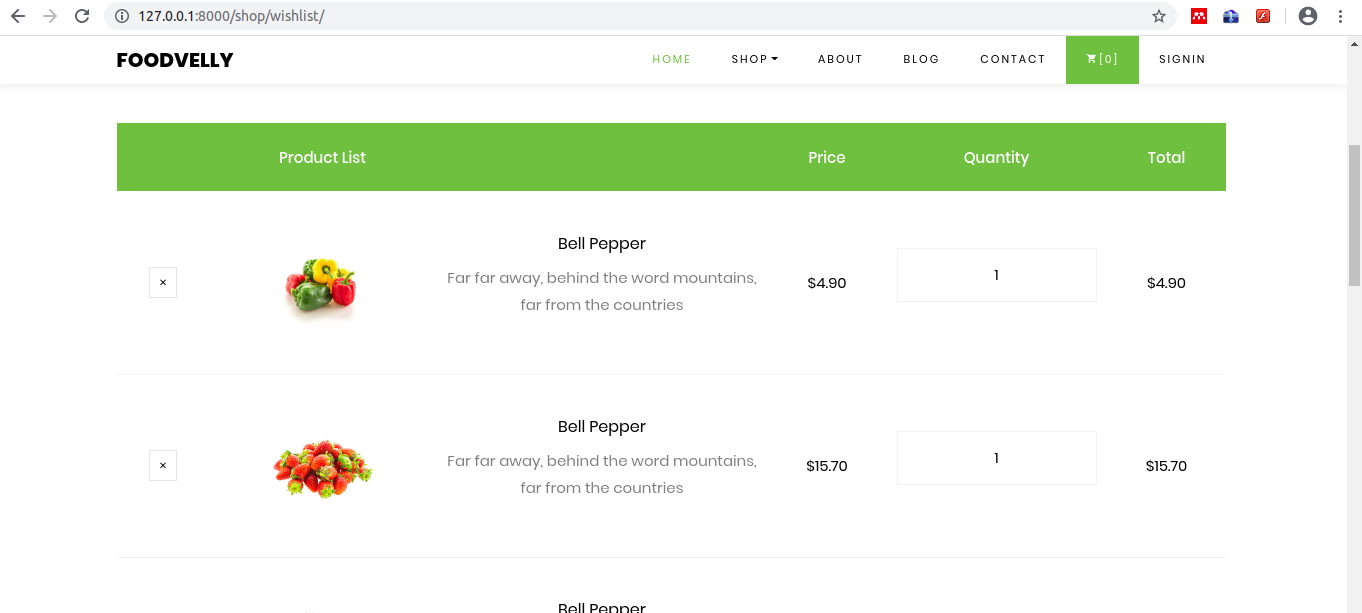 127.0.0.1:8000/shop/wishlist/
FOODVELLY
HOME
SHOP
ABOUT
BLOG
CONTACT
[0]
SIGNIN
Product List
Price
Quantity
Total
×
Bell Pepper
Far far away, behind the word mountains,
far from the countries
$4.90
1
$4.90
×
Bell Pepper
Far far away, behind the word mountains,
far from the countries
$15.70
1
$15.70
Bell Pepper